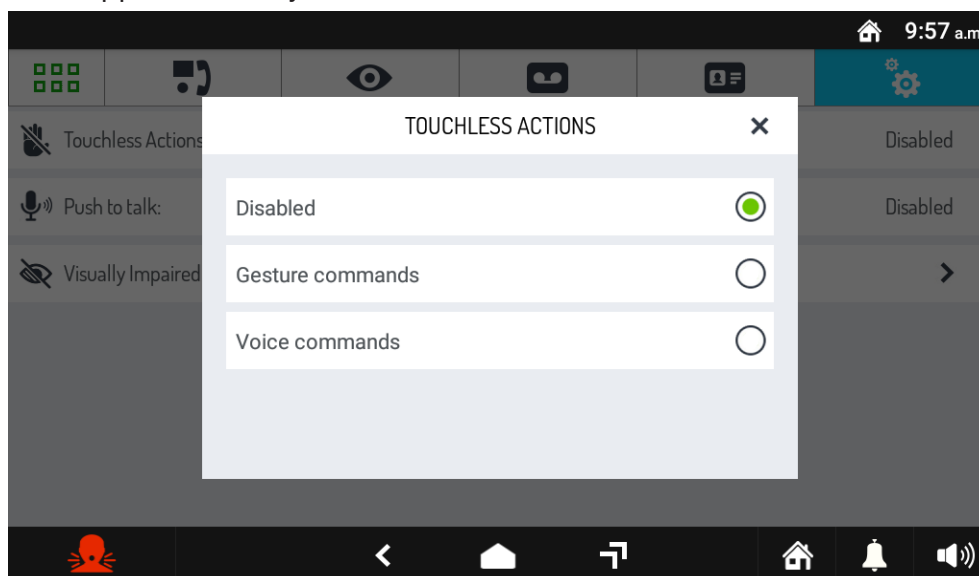 9:57 a.m
TOUCHLESS ACTIONS
Touchless Actions
Disabled
Disabled
Push to talk:
Disabled
Gesture commands
Visually Impaired
Voice commands